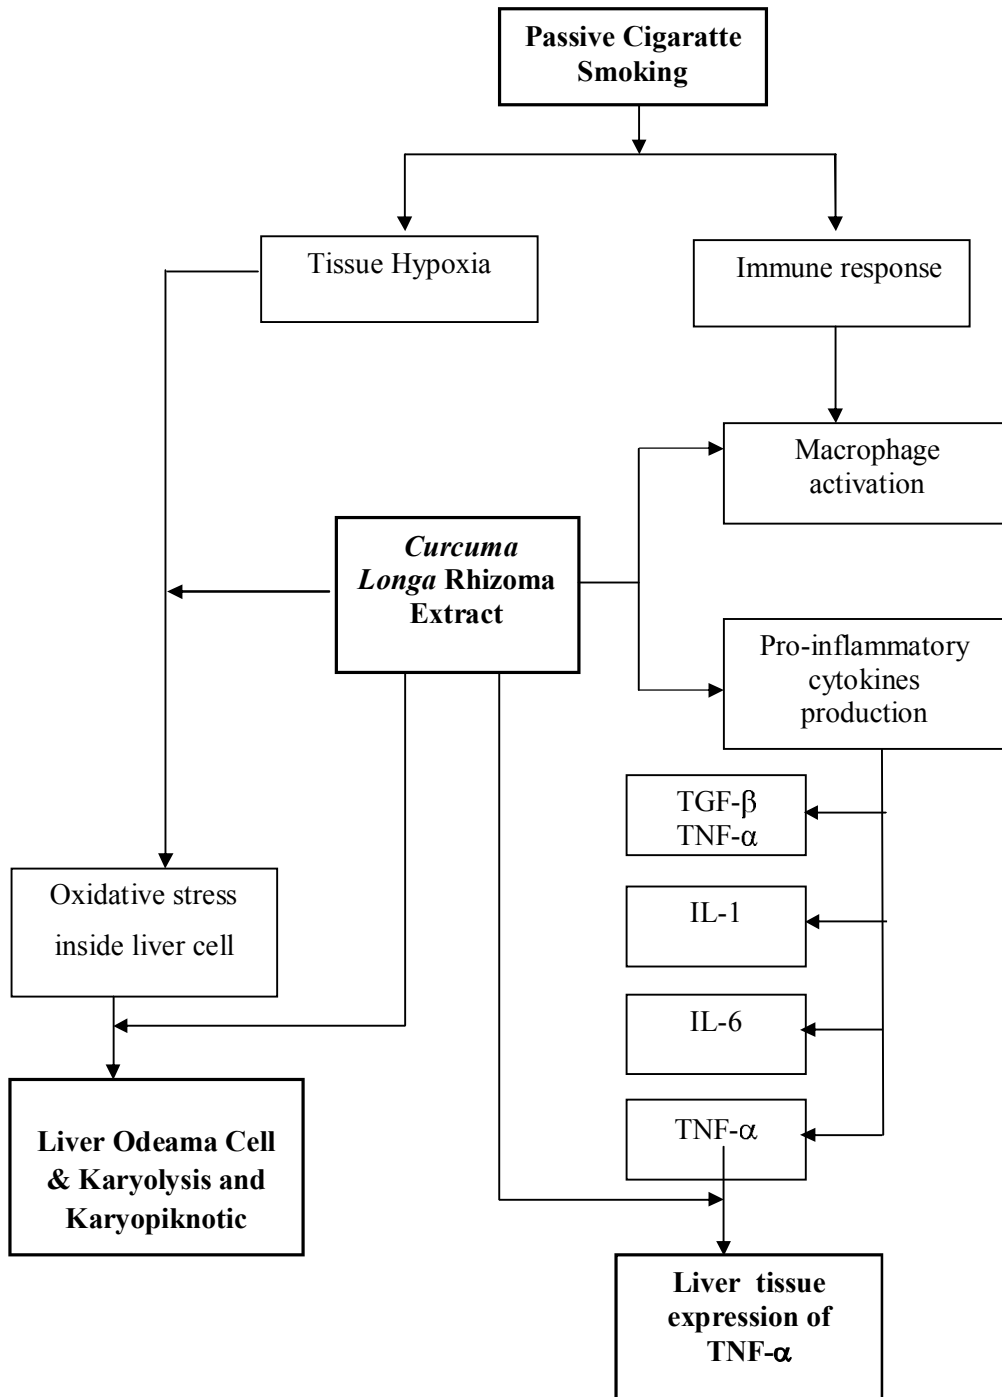 Passive Cigaratte
Smoking
Tissue Hypoxia
Immune response
Macrophage
activation
Curcuma
Longa Rhizoma
Extract
Pro-inflammatory
cytokines
production
TGF-β
TNF-α
Oxidative stress
inside liver cell
IL-1
IL-6
TNF-α
Liver Odeama Cell
& Karyolysis and
Karyopiknotic
Liver tissue
expression of
TNF-α